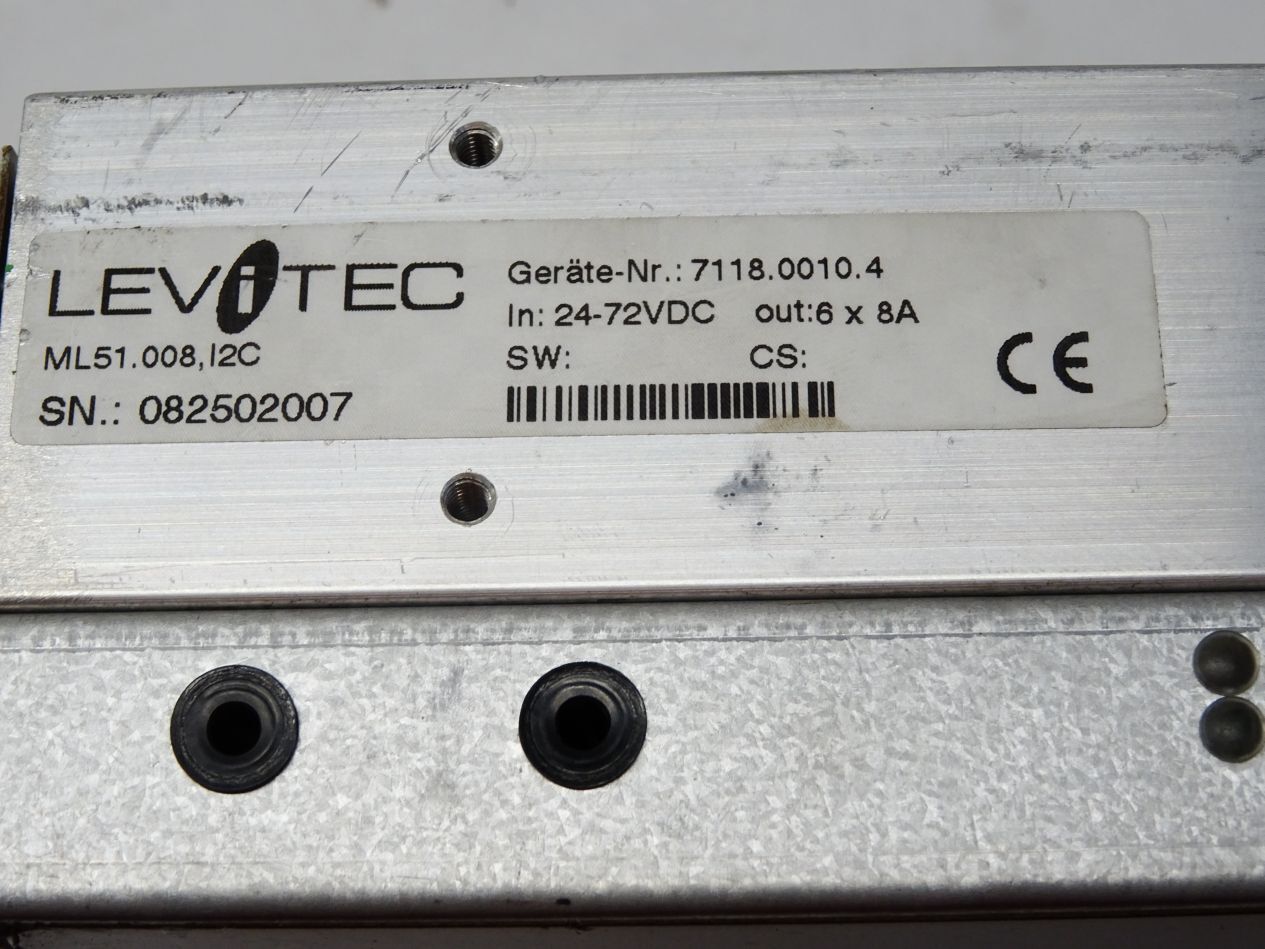 LEViTEC
ML51.008,I2C
SN.: 082502007
Geräte-Nr.: 7118.0010.4
In: 24-72VDC out:6 x 8A
SW: CS:
CE